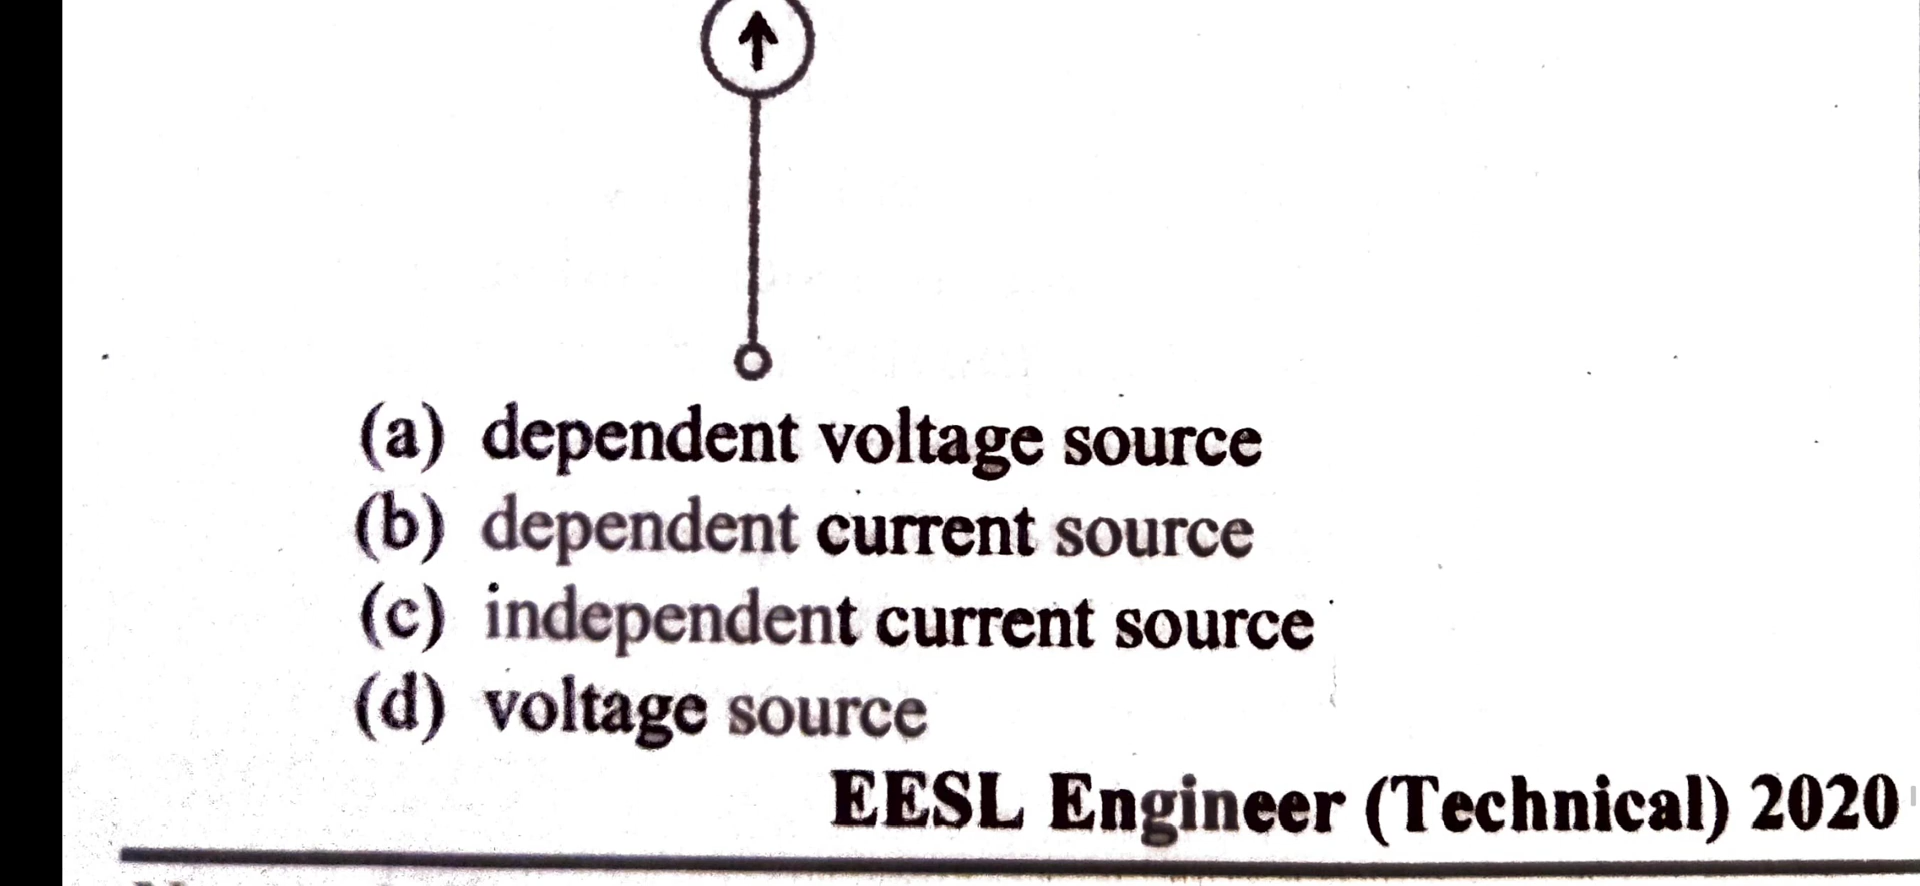 (a) dependent voltage source
(b) dependent current source
(c) independent current source
(d) voltage source
EESL Engineer (Technical) 2020